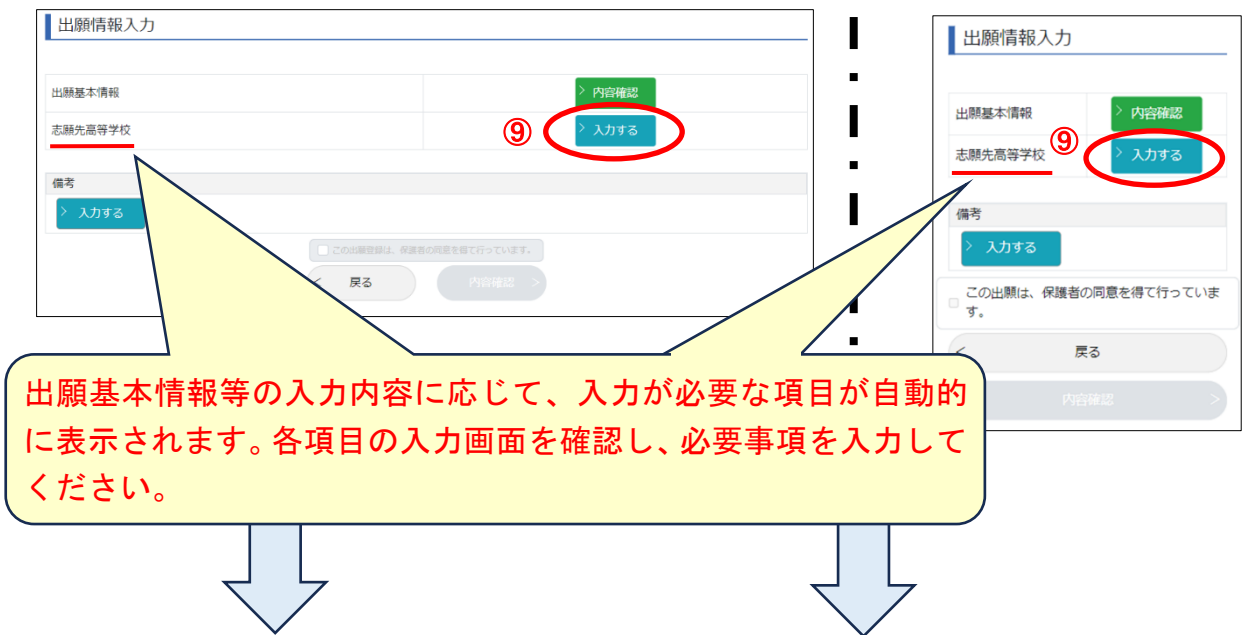 出願情報入力
出願基本情報
> 内容確認
志願先高等学校
⑨
> 入力する
備考
> 入力する
この出願登録は、保護者の同意を得て行っています。
< 戻る
内容確認 >
出願情報入力
出願基本情報
> 内容確認
志願先高等学校
⑨
> 入力する
備考
> 入力する
この出願は、保護者の同意を得て行っていま
す。
< 戻る
内容確認 >
出願基本情報等の入力内容に応じて、入力が必要な項目が自動的
に表示されます。各項目の入力画面を確認し、必要事項を入力して
ください。